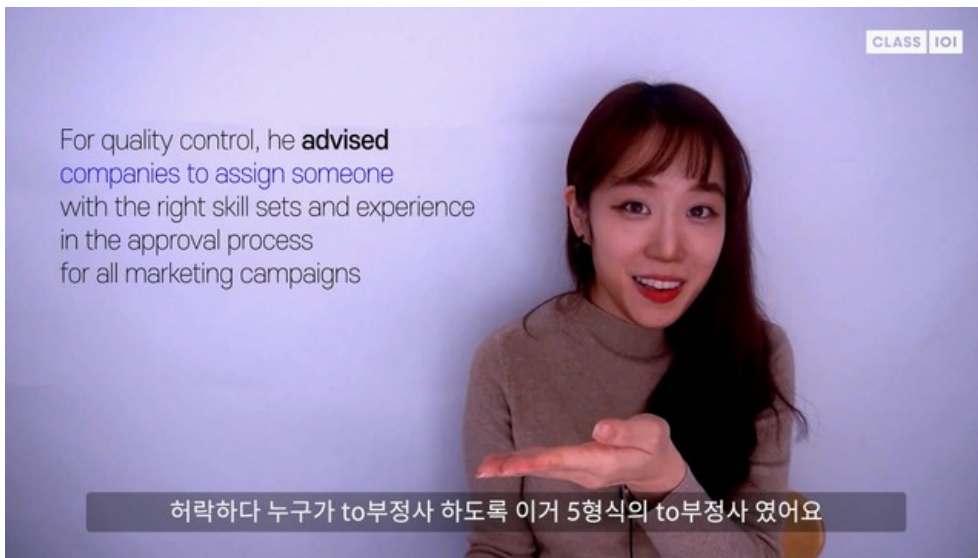 CLASS 101
For quality control, he advised
companies to assign someone
with the right skill sets and experience
in the approval process
for all marketing campaigns
허락하다 누구가 to부정사 하도록 이거 5형식의 to부정사 였어요